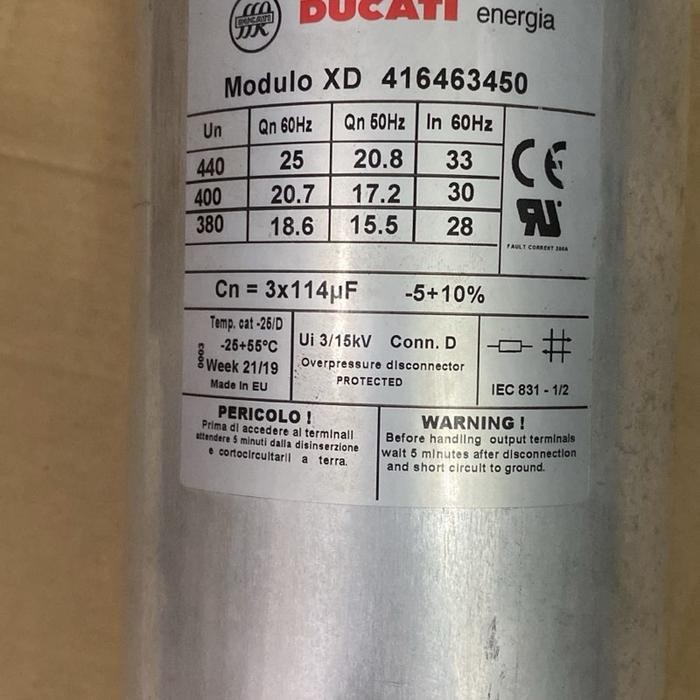 DUCATI energia
Modulo XD 416463450
Un Qn 60Hz Qn 50Hz In 60Hz
440 25 20.8 33
400 20.7 17.2 30
380 18.6 15.5 28
CE
FAULT CURRENT 200A
Cn = 3x114µF -5+10%
Temp. cat -25/D
-25+55°C
0003
Week 21/19
Made in EU
Ui 3/15kV Conn. D
Overpressure disconnector
PROTECTED
IEC 831 - 1/2
PERICOLO !
Prima di accedere ai terminali
attendere 5 minuti dalla disinserzione
e cortocircuitarli a terra.
WARNING !
Before handling output terminals
wait 5 minutes after disconnection
and short circuit to ground.